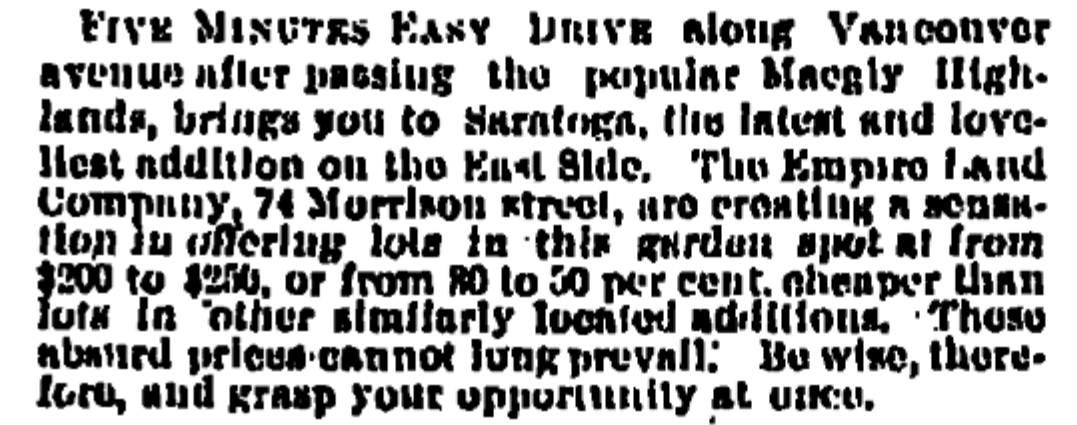 FIVE MINUTES EASY DRIVE along Vancouver
avenue after passing the popular Maegly High-
lands, brings you to Saratoga, the latest and love-
liest addition on the East Side. The Empire Land
Company, 74 Morrison street, are creating a sensa-
tion in offering lots in this garden spot at from
$200 to $250, or from 30 to 50 per cent. cheaper than
lots in other similarly located additions. These
absurd prices cannot long prevail. Be wise, there-
fore, and grasp your opportunity at once.